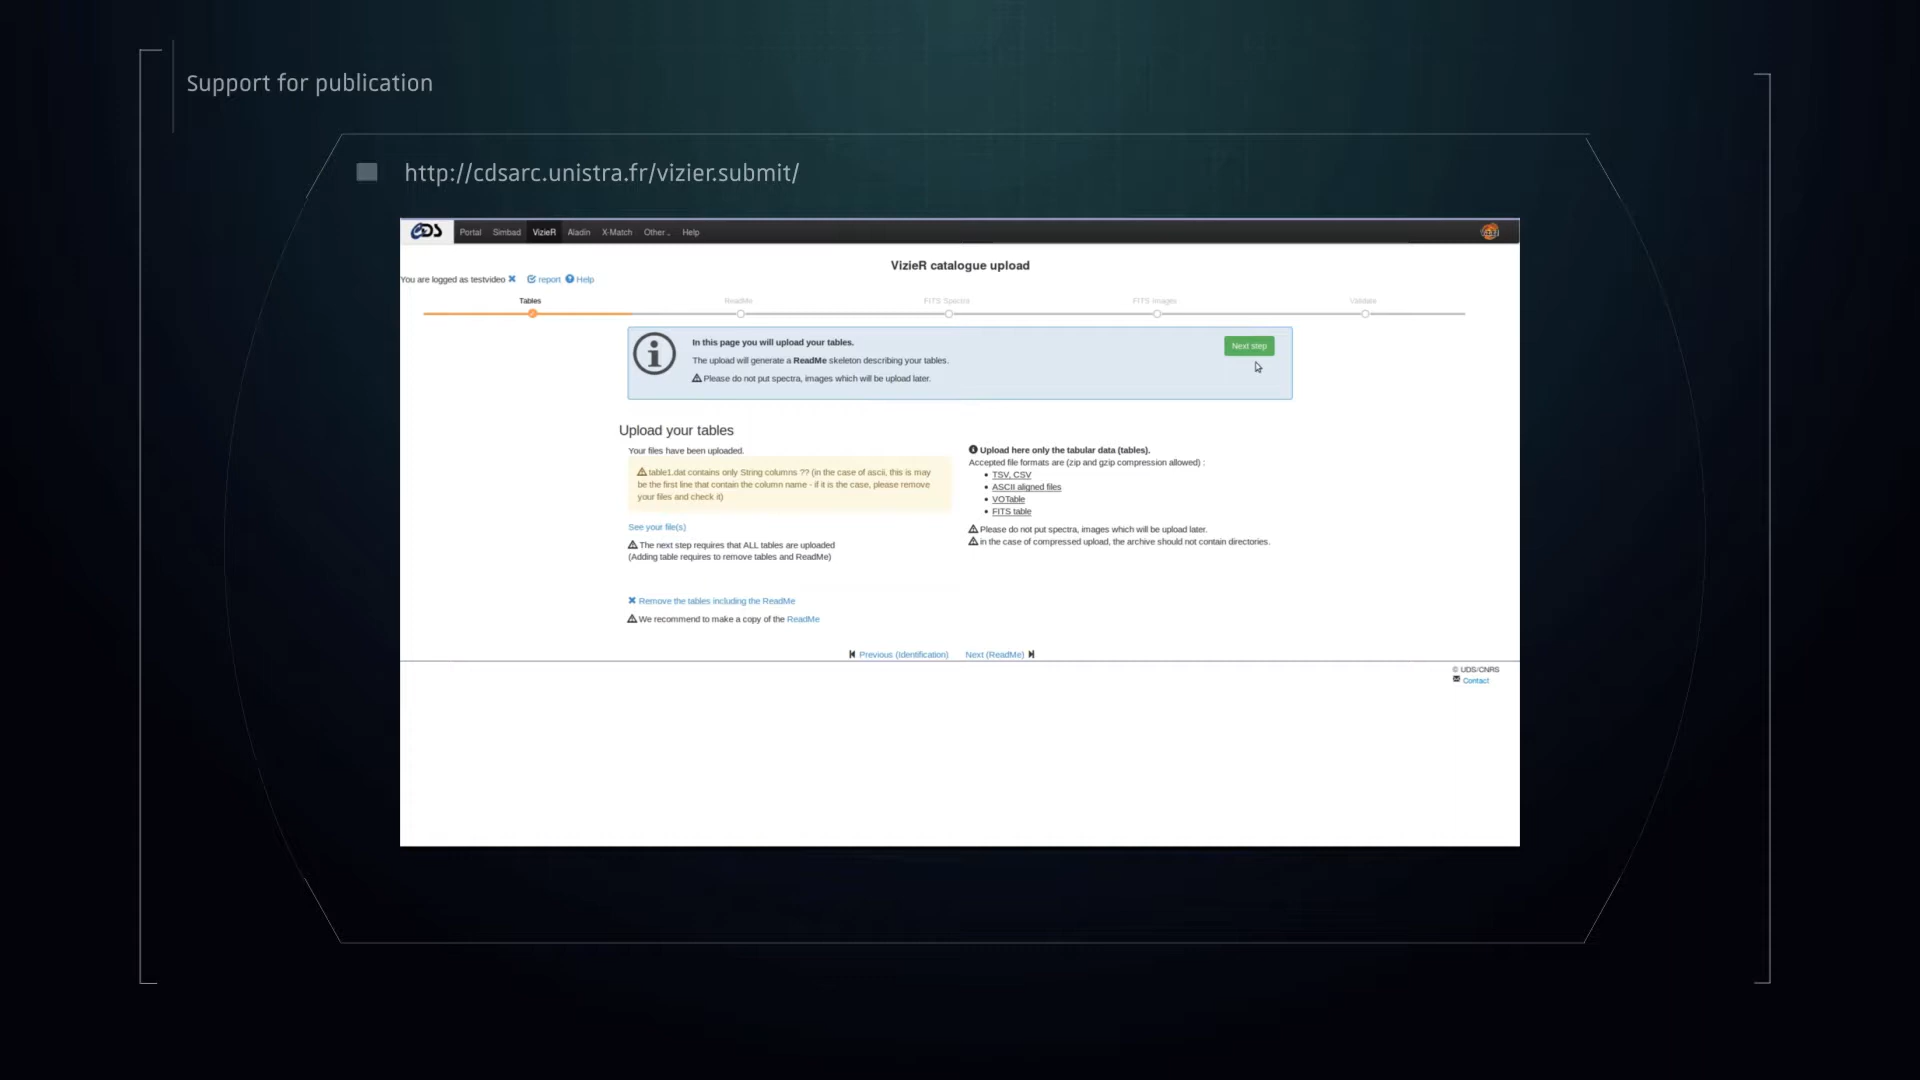 Support for publication
http://cdsarc.unistra.fr/vizier.submit/
CDS Portal Simbad VizieR Aladin X-Match Other Help
VizieR catalogue upload
You are logged as testvideo report Help
Tables ReadMe FITS Spectra FITS Images Validate
In this page you will upload your tables.
Next step
The upload will generate a ReadMe skeleton describing your tables.
Please do not put spectra, images which will be upload later.
Upload your tables
Your files have been uploaded.
table1.dat contains only String columns ?? (in the case of ascii, this is may
be the first line that contain the column name - if it is the case, please remove
your files and check it)
See your file(s)
The next step requires that ALL tables are uploaded
(Adding table requires to remove tables and ReadMe)
Remove the tables including the ReadMe
We recommend to make a copy of the ReadMe
Upload here only the tabular data (tables).
Accepted file formats are (zip and gzip compression allowed) :
TSV, CSV
ASCII aligned files
VOTable
FITS table
Please do not put spectra, images which will be upload later.
in the case of compressed upload, the archive should not contain directories.
Previous (Identification) Next (ReadMe)
© UDS/CNRS
Contact